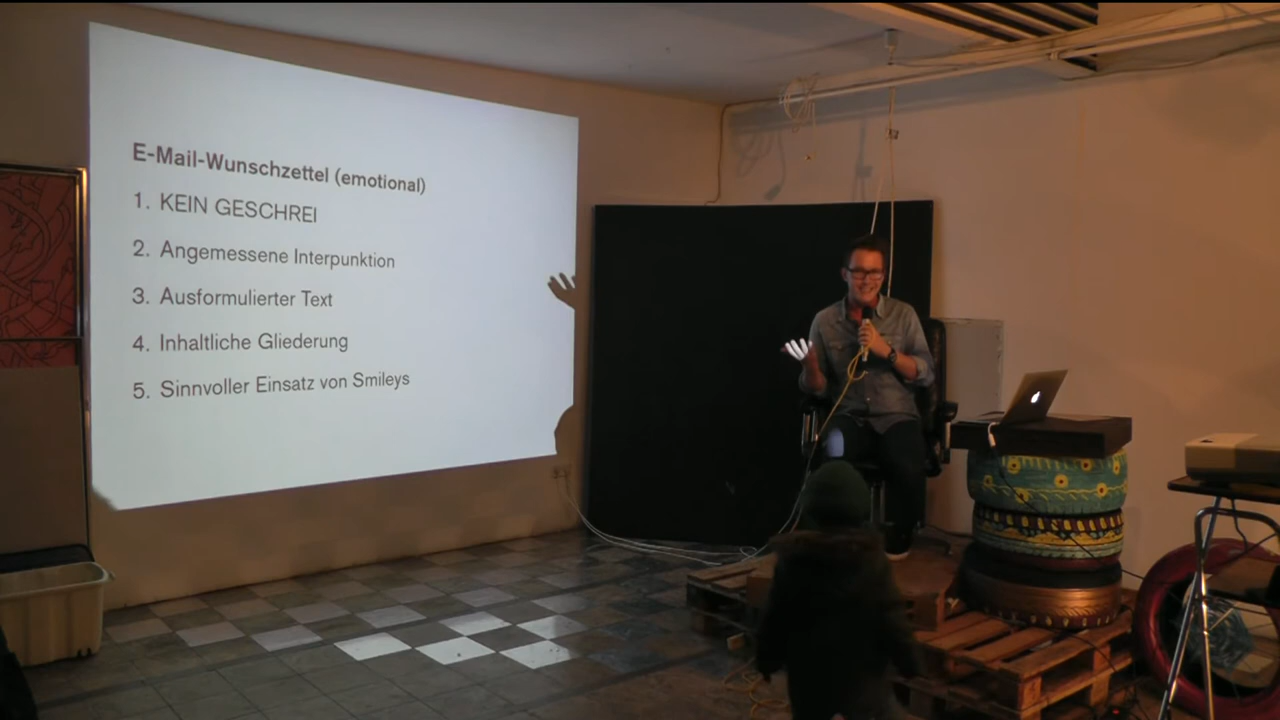 E-Mail-Wunschzettel (emotional)
1. KEIN GESCHREI
2. Angemessene Interpunktion
3. Ausformulierter Text
4. Inhaltliche Gliederung
5. Sinnvoller Einsatz von Smileys